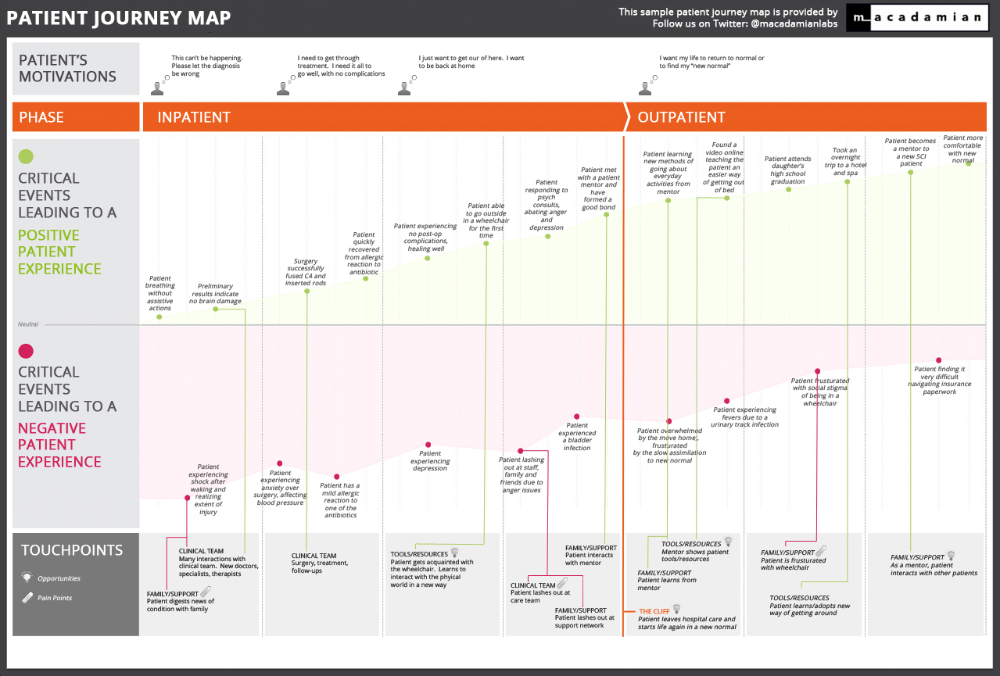 PATIENT JOURNEY MAP
This sample patient journey map is provided by
Follow us on Twitter: @macadamianlabs
m_acadamian
PATIENT'S
MOTIVATIONS
This can't be happening.
Please let the diagnosis
be wrong
I need to get through
treatment. I need it all to
go well, with no complications
I just want to get our of here. I want
to be back at home
I want my life to return to normal or
to find my "new normal"
PHASE
INPATIENT
OUTPATIENT
CRITICAL
EVENTS
LEADING TO A
POSITIVE
PATIENT
EXPERIENCE
Patient
breathing
without
assistive
actions
Preliminary
results indicate
no brain damage
Surgery
successfully
fused C4 and
inserted rods
Patient
quickly
recovered
from allergic
reaction to
antibiotic
Patient experiencing
no post-op
complications,
healing well
Patient able
to go outside
in a wheelchair
for the first
time
Patient
responding to
psych
consults,
abating anger
and
depression
Patient met
with a patient
mentor and
have
formed a
good bond
Patient learning
new methods of
going about
everyday
activities from
mentor
Found a
video online
teaching the
patient an
easier way
of getting out
of bed
Patient attends
daughter's
high school
graduation
Took an
overnight
trip to a hotel
and spa
Patient becomes
a mentor to
a new SCI
patient
Patient more
comfortable
with new
normal
Neutral
CRITICAL
EVENTS
LEADING TO A
NEGATIVE
PATIENT
EXPERIENCE
Patient
experiencing
shock after
waking and
realizing
extent of
injury
Patient
experiencing
anxiety over
surgery, affecting
blood pressure
Patient has a
mild allergic
reaction to
one of the
antibiotics
Patient
experiencing
depression
Patient lashing
out at staff,
family and
friends due to
anger issues
Patient
experienced
a bladder
infection
Patient overwhelmed
by the move home,
frusturated
by the slow assimilation
to new normal
Patient experiencing
fevers due to a
urinary track infection
Patient frusturated
with social stigma
of being in a
wheelchair
Patient finding it
very difficult
navigating insurance
paperwork
TOUCHPOINTS
Opportunities
Pain Points
CLINICAL TEAM
Many interactions with
clinical team. New doctors,
specialists, therapists
FAMILY/SUPPORT
Patient digests news of
condition with family
CLINICAL TEAM
Surgery, treatment,
follow-ups
TOOLS/RESOURCES
Patient gets acquainted with
the wheelchair. Learns to
interact with the phyical
world in a new way
CLINICAL TEAM
Patient lashes out at
care team
FAMILY/SUPPORT
Patient interacts
with mentor
FAMILY/SUPPORT
Patient lashes out at
support network
TOOLS/RESOURCES
Mentor shows patient
tools/resources
FAMILY/SUPPORT
Patient learns from
mentor
THE CLIFF
Patient leaves hospital care and
starts life again in a new normal
FAMILY/SUPPORT
Patient is frusturated
with wheelchair
TOOLS/RESOURCES
Patient learns/adopts new
way of getting around
FAMILY/SUPPORT
As a mentor, patient
interacts with other patients